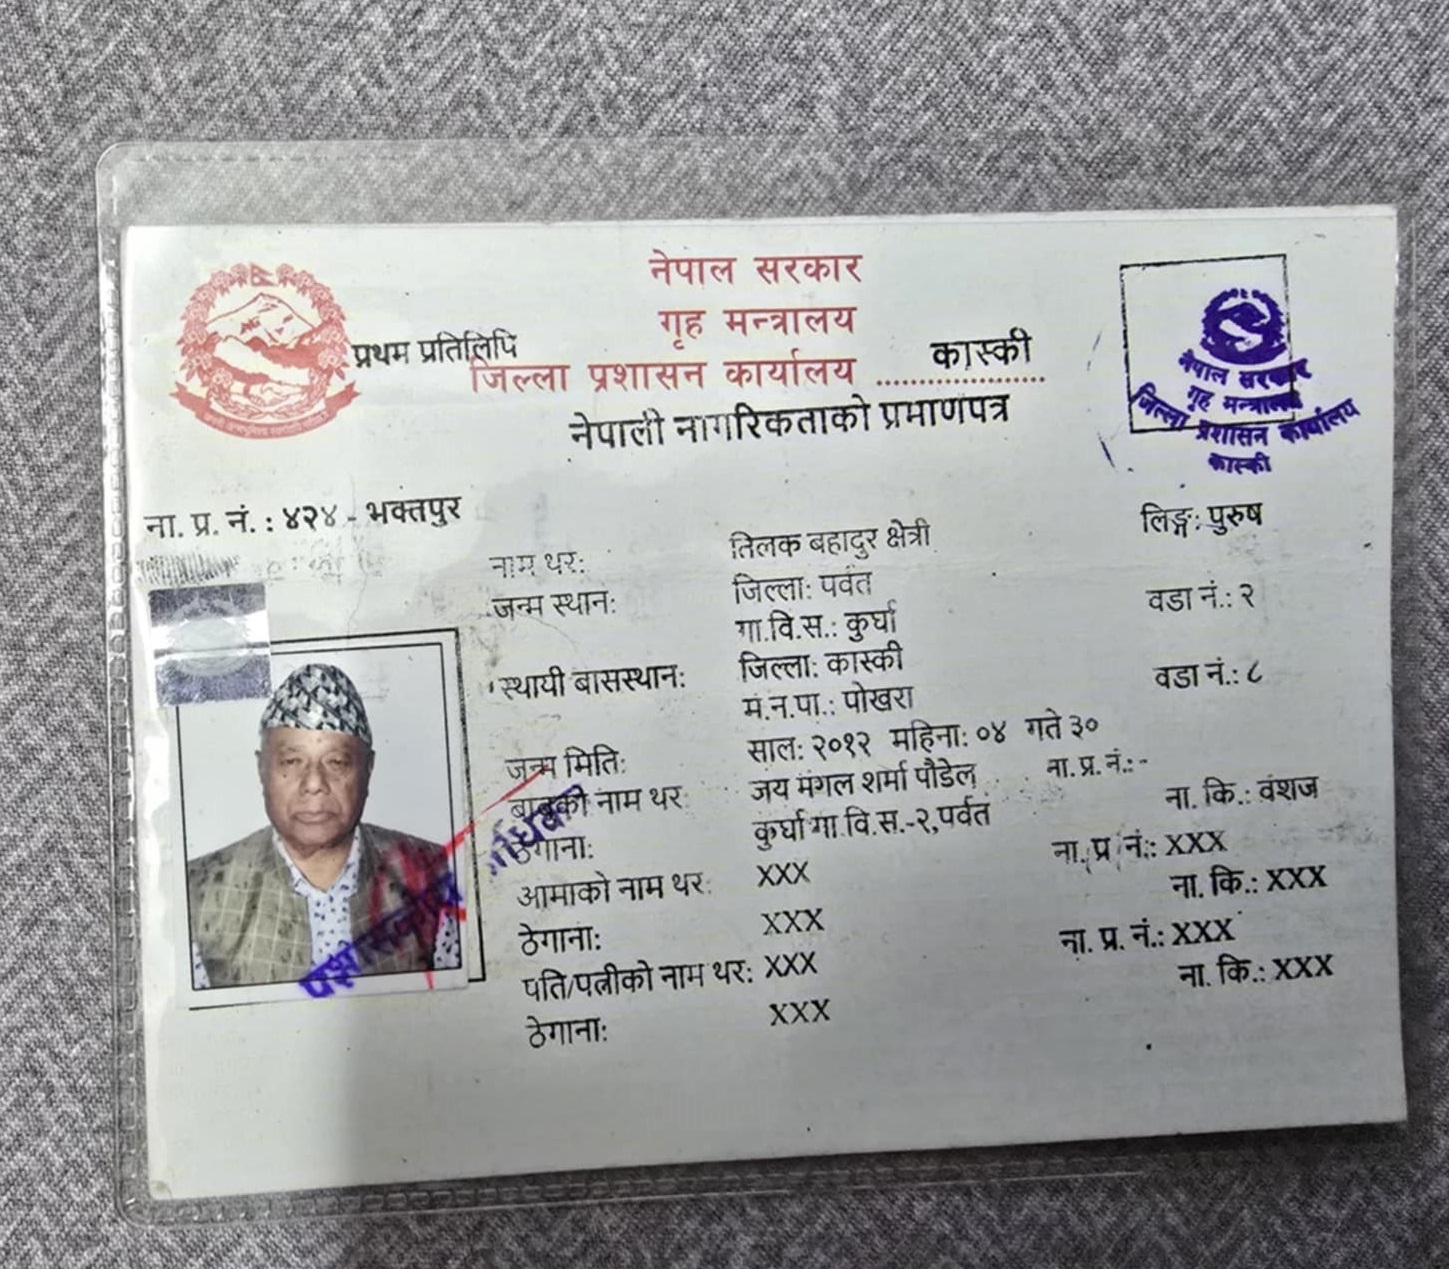 नेपाल सरकार
गृह मन्त्रालय
प्रथम प्रतिलिपि
जिल्ला प्रशासन कार्यालय .................... कास्की
नेपाली नागरिकताको प्रमाणपत्र
नेपाल सरकार
गृह मन्त्रालय
जिल्ला प्रशासन कार्यालय
कास्की
ना. प्र. नं. : ४२४ - भक्तपुर
लिङ्ग: पुरुष
नाम थर: तिलक बहादुर क्षेत्री
जन्म स्थान: जिल्ला: पर्वत वडा नं.: २
गा.वि.स.: कुर्घा
स्थायी बासस्थान: जिल्ला: कास्की वडा नं.: ८
म.न.पा.: पोखरा
जन्म मिति: साल: २०१२ महिना: ०४ गते ३०
बाबुको नाम थर: जय मंगल शर्मा पौडेल ना. प्र. नं.:-
ठेगाना: कुर्घा गा.वि.स.-२,पर्वत ना. कि.: वंशज
आमाको नाम थर: XXX ना. प्र नं.: XXX
ठेगाना: XXX ना. कि.: XXX
पति/पत्नीको नाम थर: XXX ना. प्र. नं.: XXX
ठेगाना: XXX ना. कि.: XXX